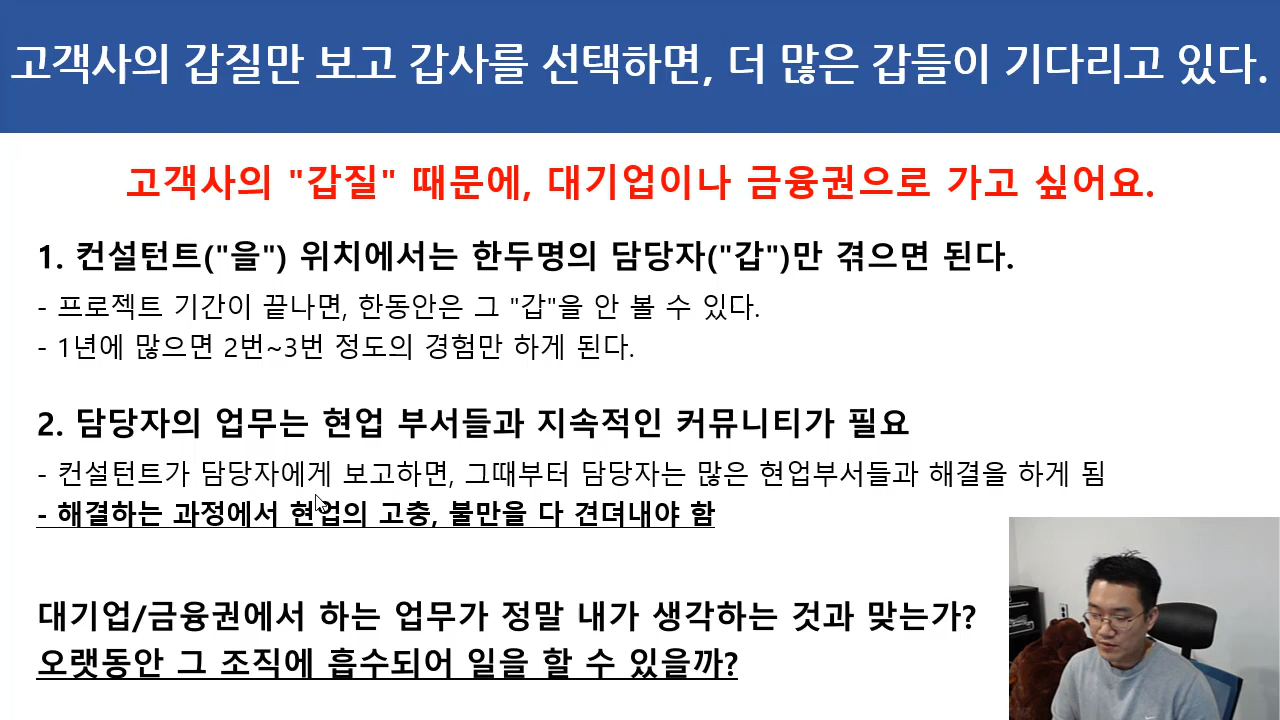 고객사의 갑질만 보고 갑사를 선택하면, 더 많은 갑들이 기다리고 있다.
고객사의 "갑질" 때문에, 대기업이나 금융권으로 가고 싶어요.
1. 컨설턴트("을") 위치에서는 한두명의 담당자("갑")만 겪으면 된다.
- 프로젝트 기간이 끝나면, 한동안은 그 "갑"을 안 볼 수 있다.
- 1년에 많으면 2번~3번 정도의 경험만 하게 된다.
2. 담당자의 업무는 현업 부서들과 지속적인 커뮤니티가 필요
- 컨설턴트가 담당자에게 보고하면, 그때부터 담당자는 많은 현업부서들과 해결을 하게 됨
- 해결하는 과정에서 현업의 고충, 불만을 다 견뎌내야 함
대기업/금융권에서 하는 업무가 정말 내가 생각하는 것과 맞는가?
오랫동안 그 조직에 흡수되어 일을 할 수 있을까?